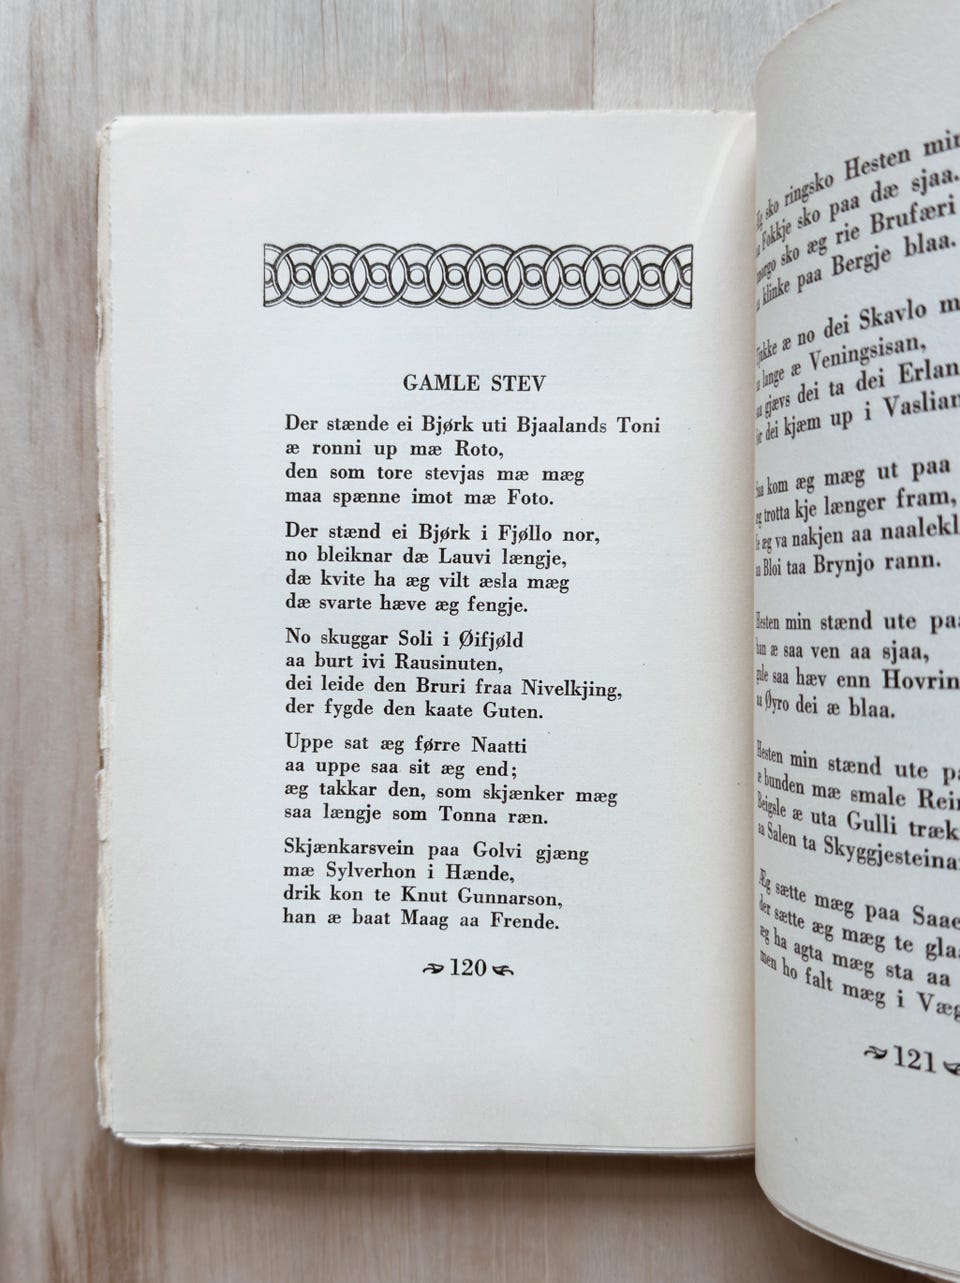 GAMLE STEV
Der stænde ei Bjørk uti Bjaalands Toni
æ ronni up mæ Roto,
den som tore stevjas mæ mæg
maa spænne imot mæ Foto.
Der stænd ei Bjørk i Fjøllo nor,
no bleiknar dæ Lauvi længje,
dæ kvite ha æg vilt æsla mæg
dæ svarte hæve æg fengje.
No skuggar Soli i Øifjøld
aa burt ivi Rausinuten,
dei leide den Bruri fraa Nivelkjing,
der fygde den kaate Guten.
Uppe sat æg førre Naatti
aa uppe saa sit æg end;
æg takkar den, som skjænker mæg
saa længje som Tonna ræn.
Skjænkarsvein paa Golvi gjæng
mæ Sylverhon i Hænde,
drik kon te Knut Gunnarson,
han æ baat Maag aa Frende.
120
sko ringsko Hesten
Fokkje sko paa dæ sjaa.
sko æg rie Brufæri
klinke paa Bergje blaa.
æ no dei Skavlo
lange æ Veningsisan,
gjævs dei ta dei
dei kjæm up i
kom æg mæg ut paa
trotta kje længer fram,
æg va nakjen aa
Bloi taa Brynjo rann.
Hesten min stænd ute
æ saa ven aa sjaa,
saa hæv enn
Øyro dei æ blaa.
Hesten min stænd ute
bunden mæ smale
Beigsle æ uta Gulli
aa Salen ta
Æg sætte mæg paa
der sætte æg mæg te
æg ha agta mæg sta aa
men ho falt mæg i
121